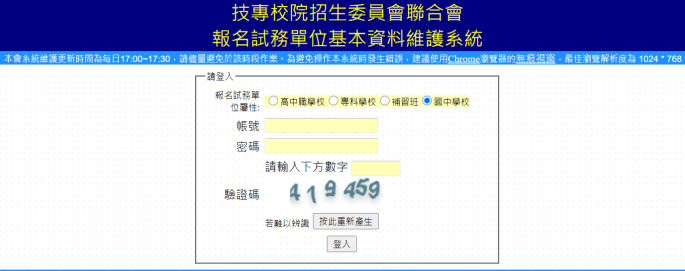 技專校院招生委員會聯合會
報名試務單位基本資料維護系統
本會系統維護更新時間為每日17:00~17:30，請儘量避免於該時段作業。為避免操作本系統時發生錯誤，建議使用Chrome瀏覽器的無痕視窗，最佳瀏覽解析度為 1024 * 768
請登入
報名試務單位屬性:
高中職學校 專科學校 補習班 國中學校
帳號
密碼
請輸入下方數字
驗證碼
419459
若難以辨識 按此重新產生
登入